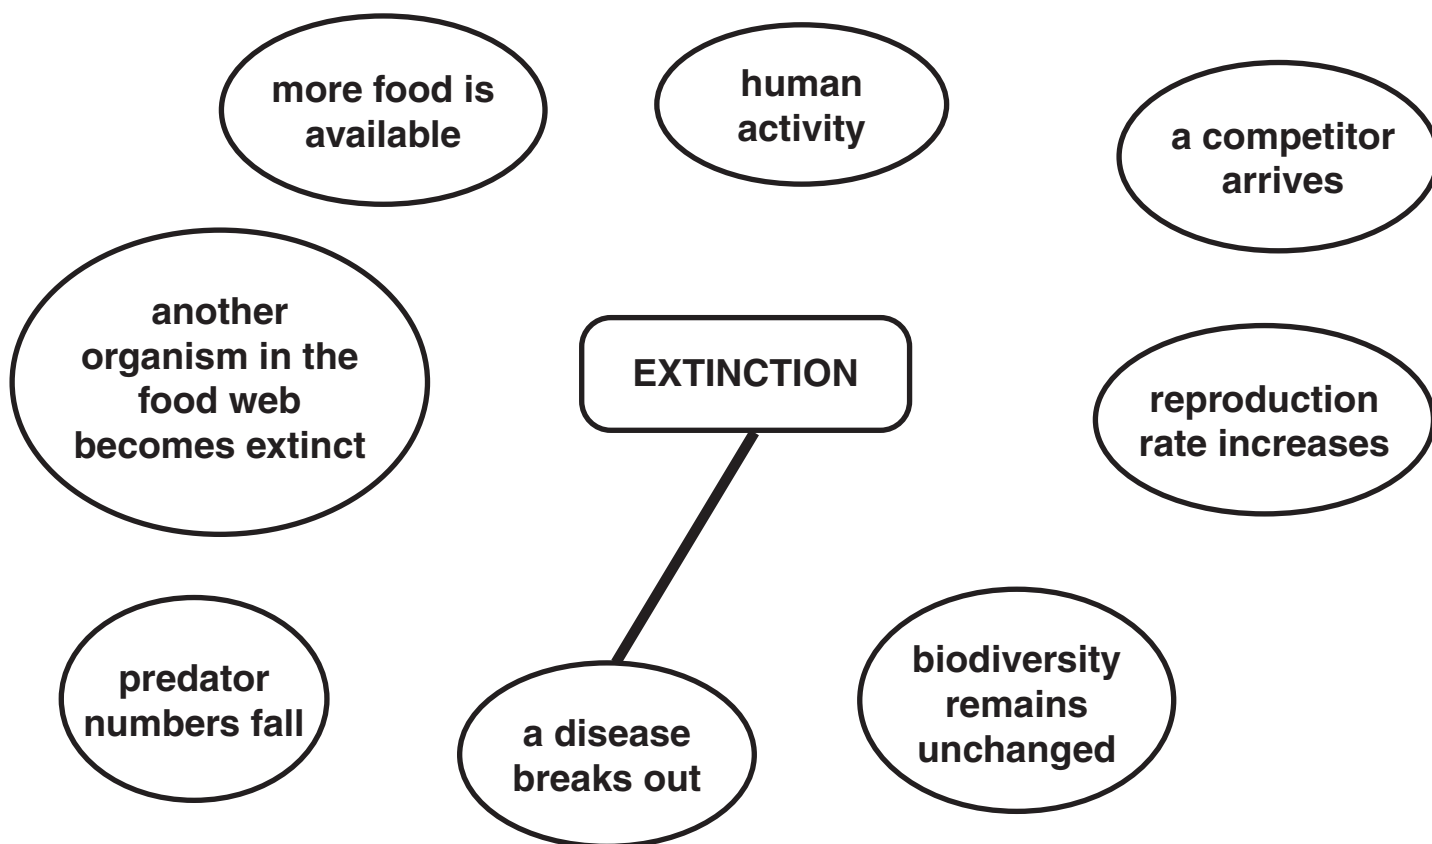 more food is
available
human
activity
a competitor
arrives
another
organism in the
food web
becomes extinct
EXTINCTION
reproduction
rate increases
predator
numbers fall
a disease
breaks out
biodiversity
remains
unchanged